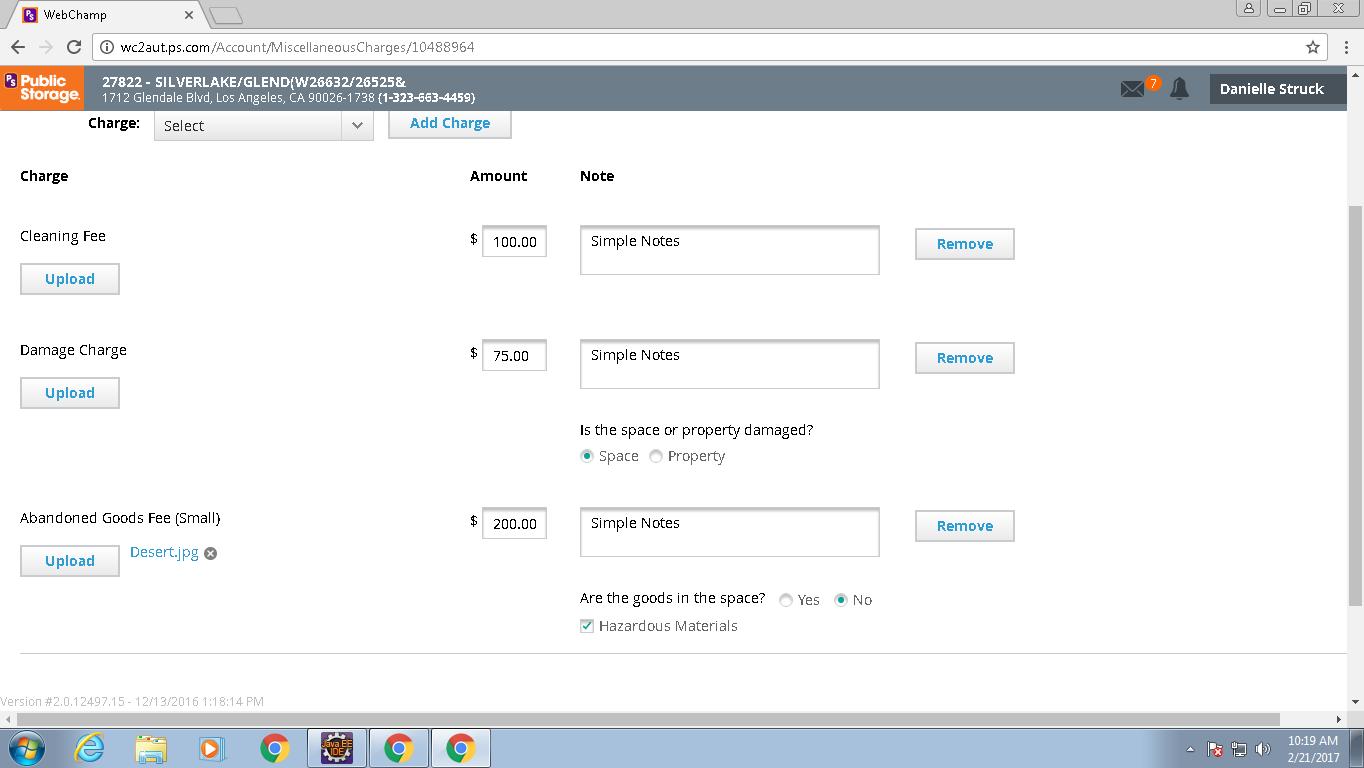 WebChamp
wc2aut.ps.com/Account/MiscellaneousCharges/10488964
PS Public Storage.
27822 - SILVERLAKE/GLEND(W26632/26525&
1712 Glendale Blvd, Los Angeles, CA 90026-1738 (1-323-663-4459)
7
Danielle Struck
Charge: Select Add Charge
Charge Amount Note
Cleaning Fee $ 100.00 Simple Notes Remove
Upload
Damage Charge $ 75.00 Simple Notes Remove
Upload
Is the space or property damaged?
Space Property
Abandoned Goods Fee (Small) $ 200.00 Simple Notes Remove
Upload Desert.jpg
Are the goods in the space? Yes No
Hazardous Materials
Version #2.0.12497.15 - 12/13/2016 1:18:14 PM
Java EE
IDE
10:19 AM
2/21/2017